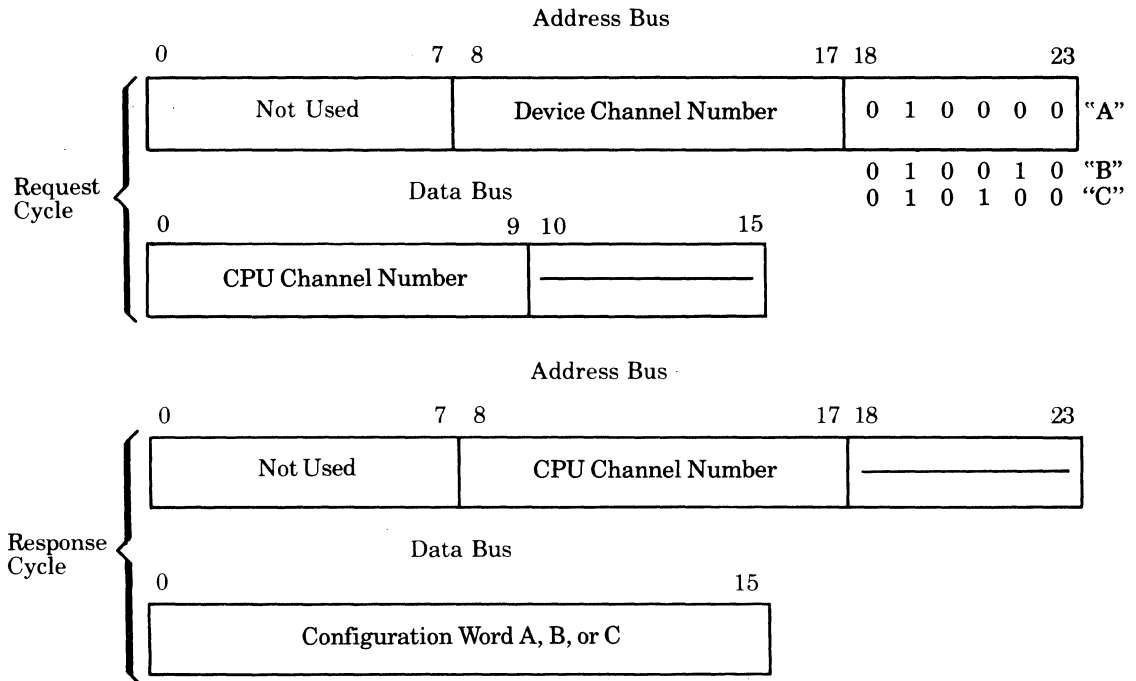 Address Bus
0 7 8 17 18 23
Not Used Device Channel Number 0 1 0 0 0 0 "A"
0 1 0 0 1 0 "B"
Request
Cycle
Data Bus
0 1 0 1 0 0 "C"
0 9 10 15
CPU Channel Number
Address Bus
0 7 8 17 18 23
Not Used CPU Channel Number
Response
Cycle
Data Bus
0 15
Configuration Word A, B, or C